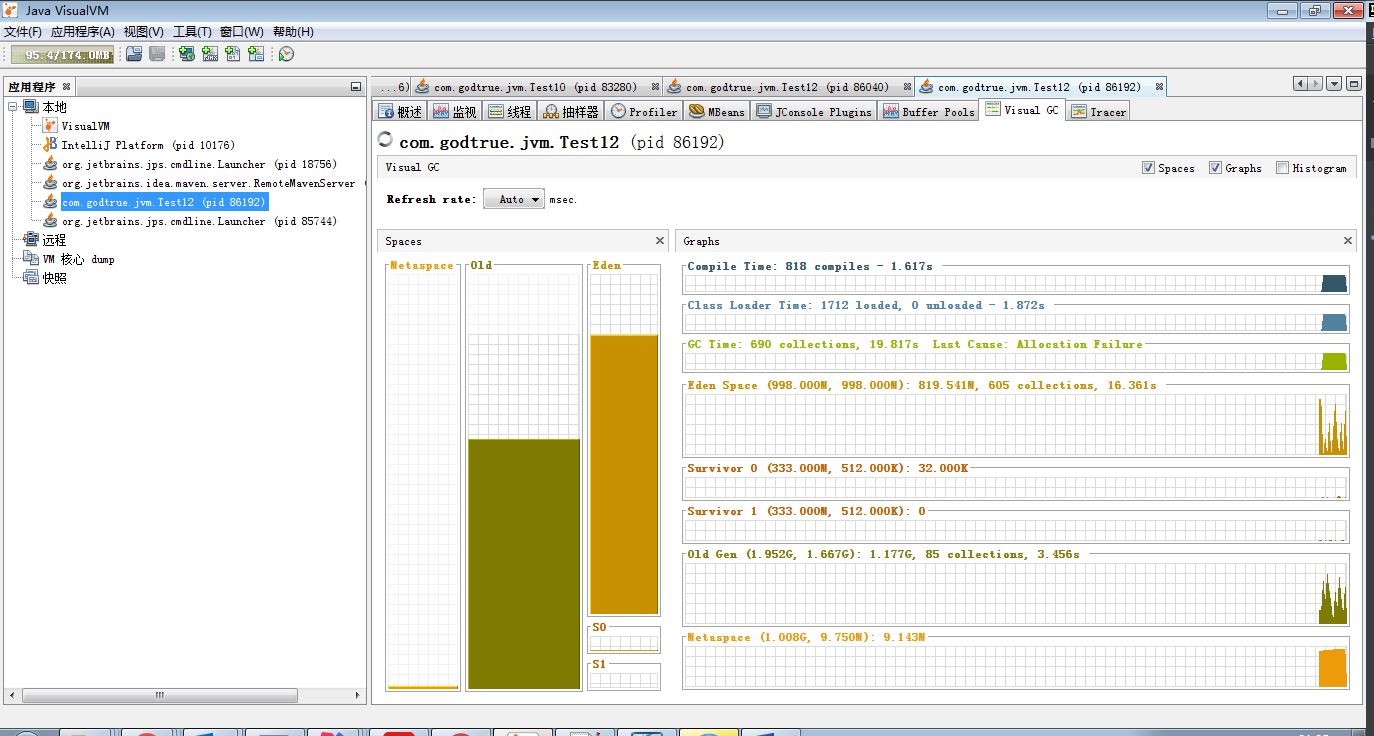 Java VisualVM
文件(F) 应用程序(A) 视图(V) 工具(T) 窗口(W) 帮助(H)
95.4/174.0MB
应用程序
...6) com.godtrue.jvm.Test10 (pid 83280) com.godtrue.jvm.Test12 (pid 86040) com.godtrue.jvm.Test12 (pid 86192)
本地
VisualVM
IntelliJ Platform (pid 10176)
org.jetbrains.jps.cmdline.Launcher (pid 18756)
org.jetbrains.idea.maven.server.RemoteMavenServer (
com.godtrue.jvm.Test12 (pid 86192)
org.jetbrains.jps.cmdline.Launcher (pid 85744)
远程
VM 核心 dump
快照
概述 监视 线程 抽样器 Profiler MBeans JConsole Plugins Buffer Pools Visual GC Tracer
com.godtrue.jvm.Test12 (pid 86192)
Visual GC Spaces Graphs Histogram
Refresh rate: Auto msec.
Spaces
Metaspace Old Eden
S0
S1
Graphs
Compile Time: 818 compiles - 1.617s
Class Loader Time: 1712 loaded, 0 unloaded - 1.872s
GC Time: 690 collections, 19.817s Last Cause: Allocation Failure
Eden Space (998.000M, 998.000M): 819.541M, 605 collections, 16.361s
Survivor 0 (333.000M, 512.000K): 32.000K
Survivor 1 (333.000M, 512.000K): 0
Old Gen (1.952G, 1.667G): 1.177G, 85 collections, 3.456s
Metaspace (1.008G, 9.750M): 9.143M